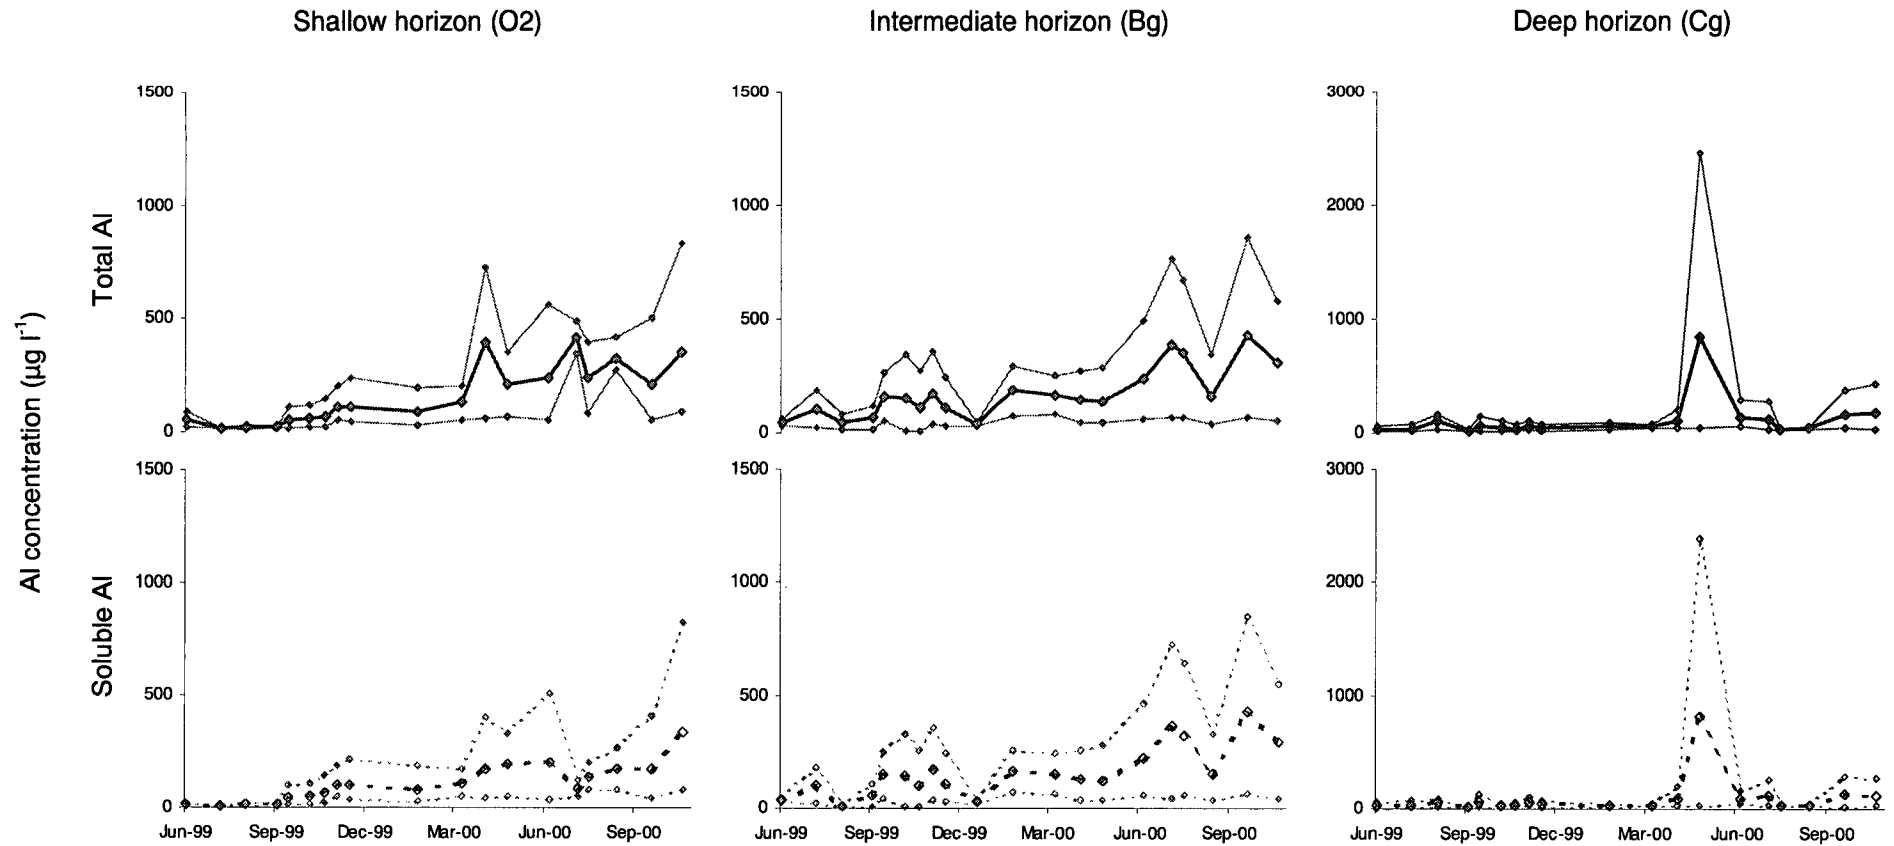 Shallow horizon (O2)
Intermediate horizon (Bg)
Deep horizon (Cg)
Al concentration (µg l⁻¹)
Total Al
1500
1000
500
0
1500
1000
500
0
3000
2000
1000
0
Soluble Al
1500
1000
500
0
Jun-99 Sep-99 Dec-99 Mar-00 Jun-00 Sep-00
1500
1000
500
0
Jun-99 Sep-99 Dec-99 Mar-00 Jun-00 Sep-00
3000
2000
1000
0
Jun-99 Sep-99 Dec-99 Mar-00 Jun-00 Sep-00